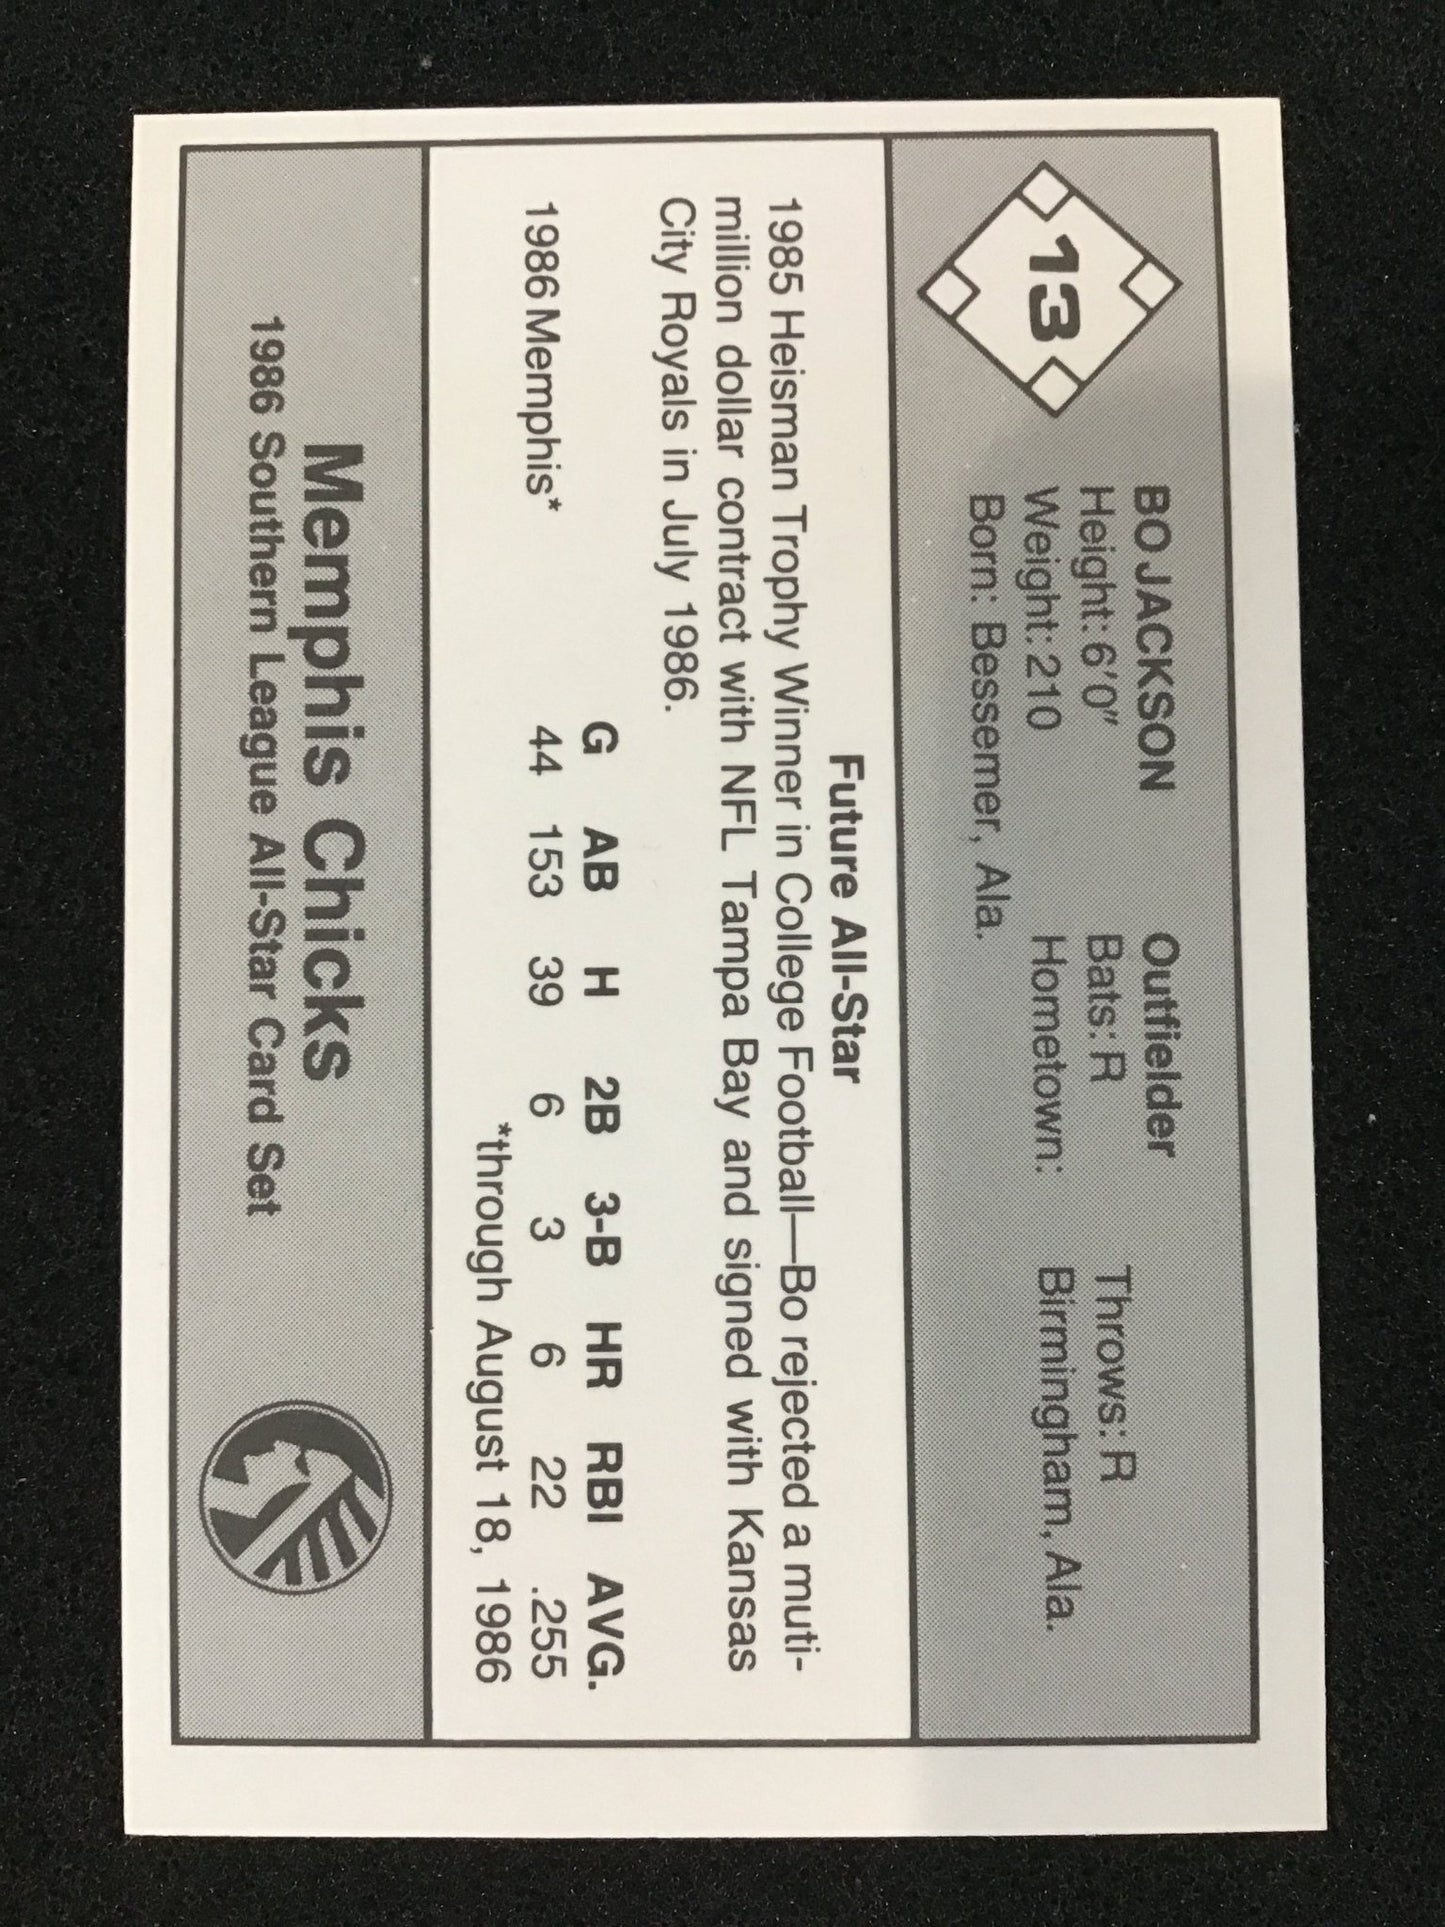 13
BO JACKSON Outfielder
Height: 6'0" Bats: R Throws: R
Weight: 210 Hometown: Birmingham, Ala.
Born: Bessemer, Ala.
Future All-Star
1985 Heisman Trophy Winner in College Football—Bo rejected a muti-
million dollar contract with NFL Tampa Bay and signed with Kansas
City Royals in July 1986.
G AB H 2B 3-B HR RBI AVG.
1986 Memphis* 44 153 39 6 3 6 22 .255
*through August 18, 1986
Memphis Chicks
1986 Southern League All-Star Card Set